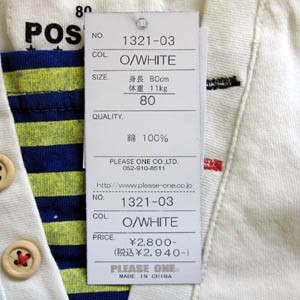 80
POS
NO. 1321-03
COL. O/WHITE
SIZE. 身長 80cm
体重 11kg
80
QUALITY.
綿 100%
PLEASE ONE CO.LTD.
052-910-8511
http://www.please-one.co.jp
NO. 1321-03
COL. O/WHITE
PRICE. ¥2,800-
(税込¥2,940-)
PLEASE ONE.
MADE IN CHINA